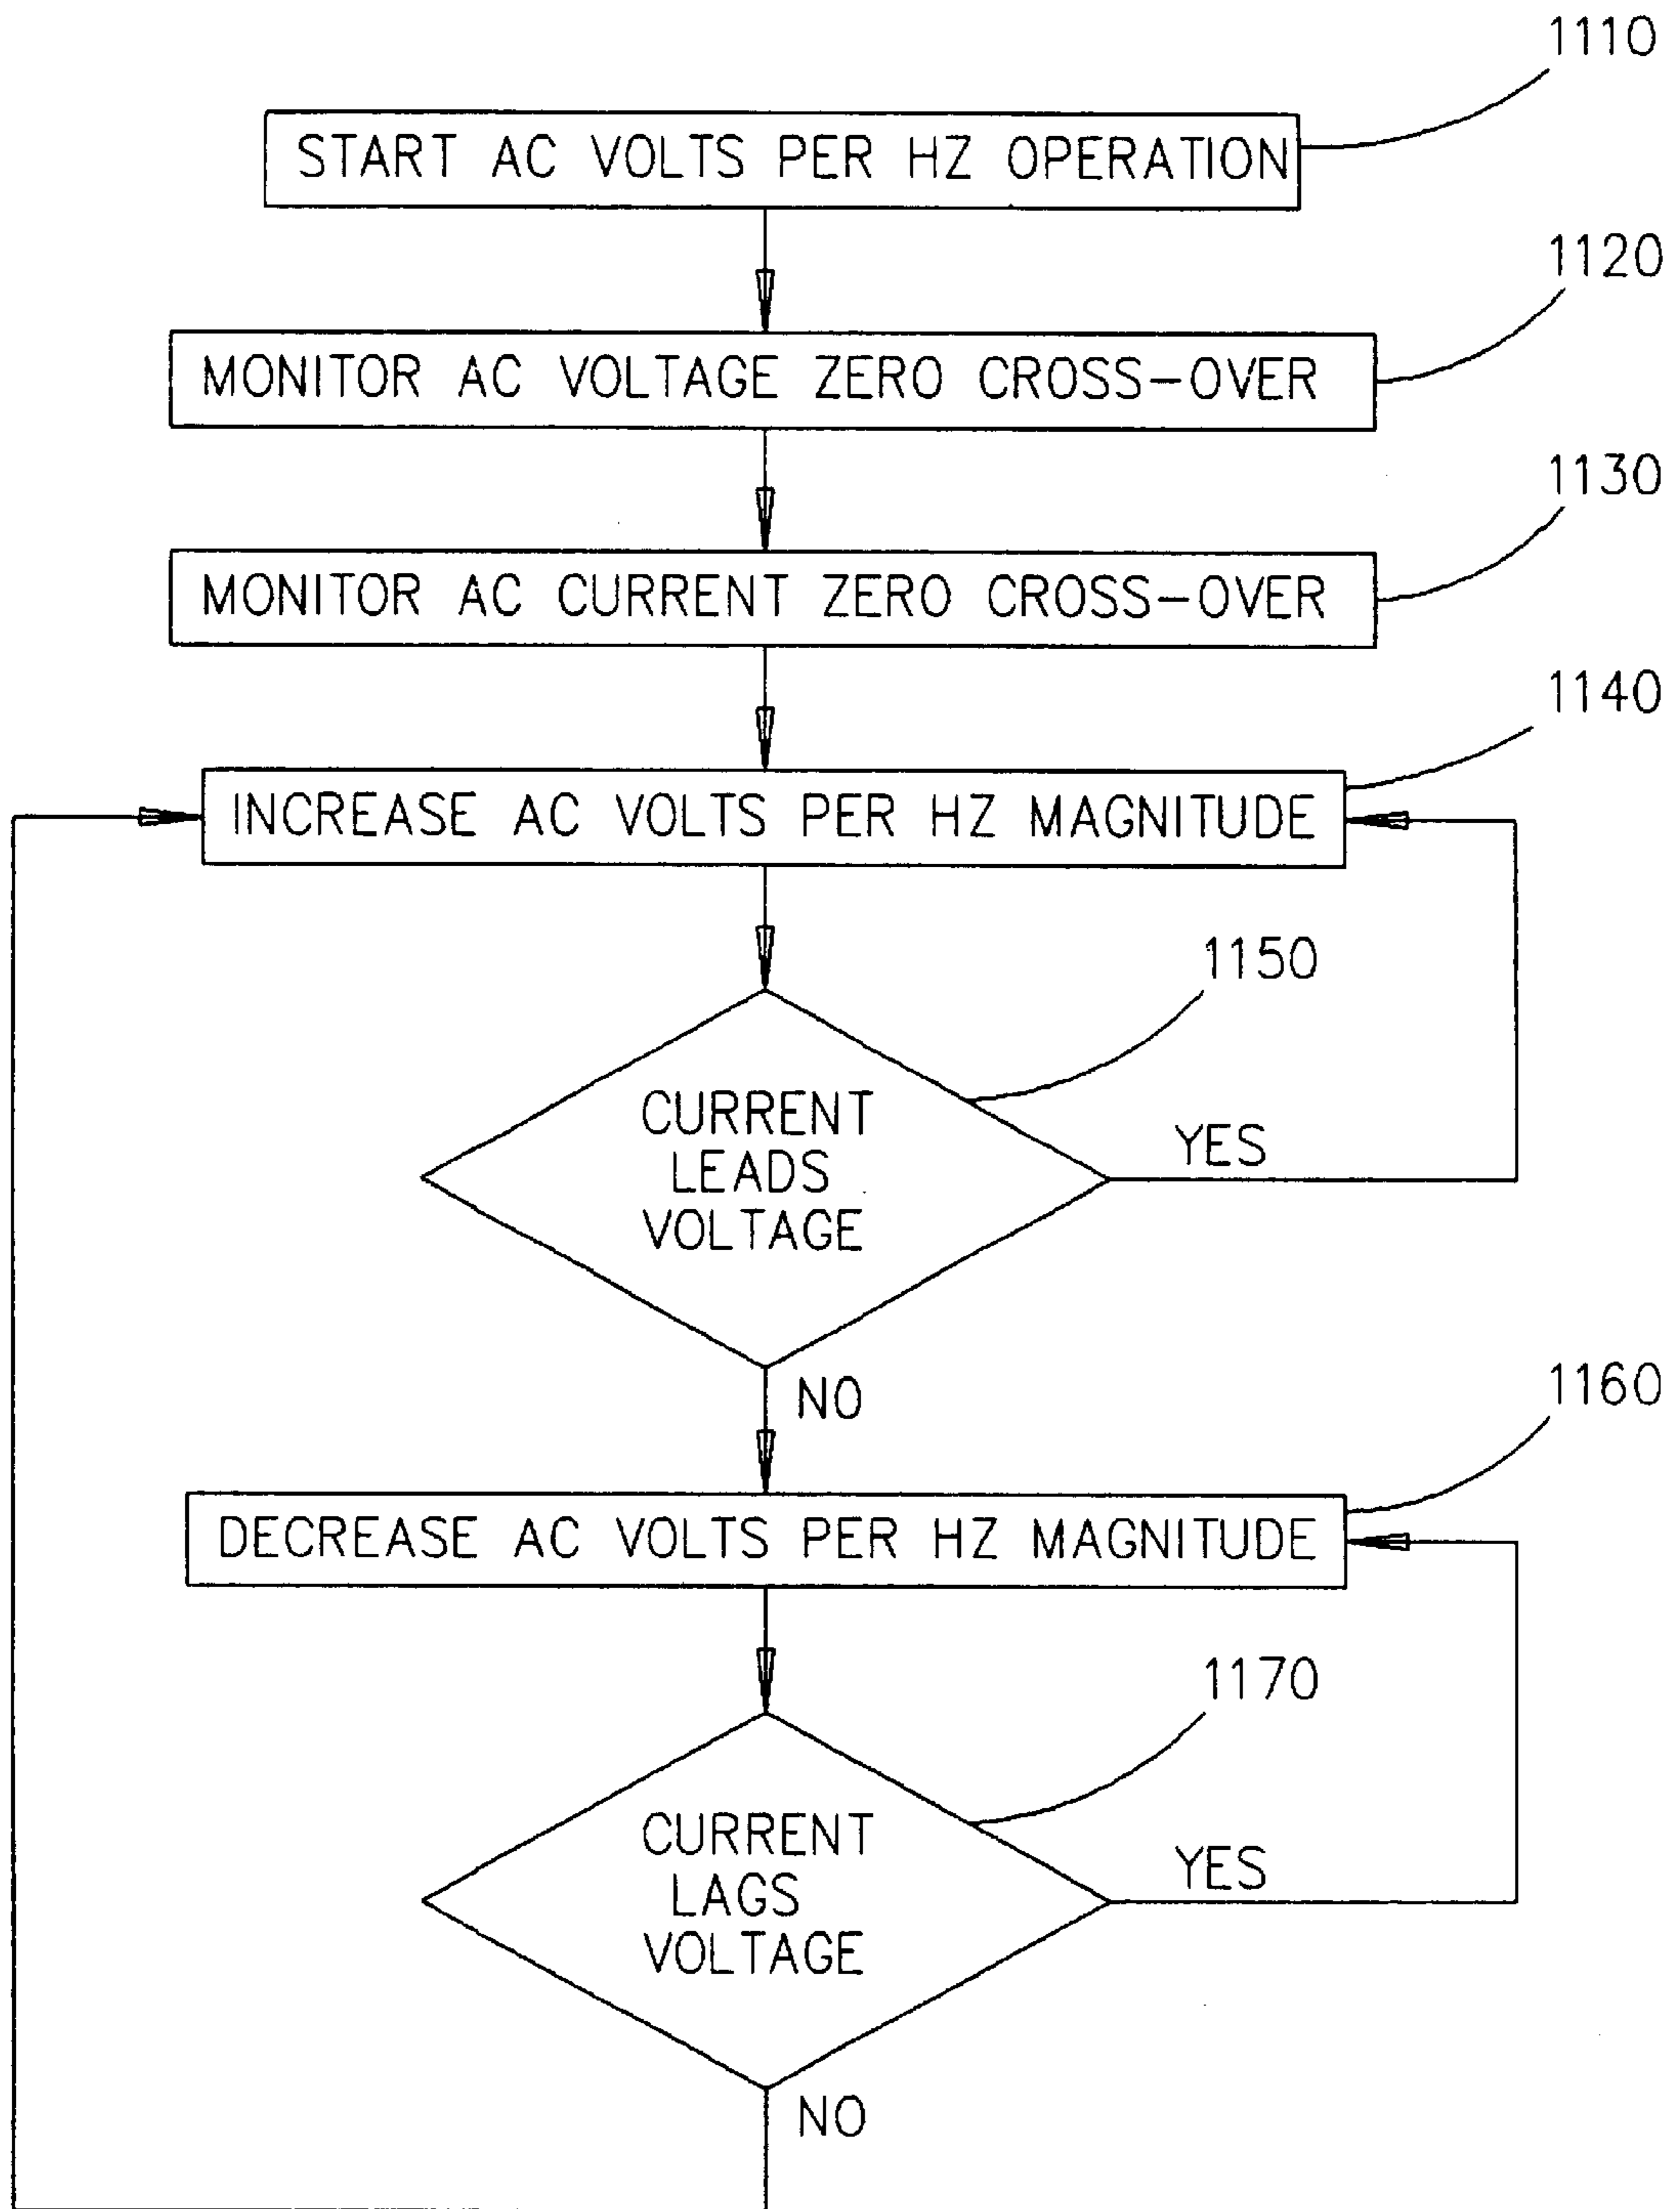 1110
START AC VOLTS PER HZ OPERATION
1120
MONITOR AC VOLTAGE ZERO CROSS-OVER
1130
MONITOR AC CURRENT ZERO CROSS-OVER
1140
INCREASE AC VOLTS PER HZ MAGNITUDE
1150
CURRENT
LEADS
VOLTAGE
YES
NO
1160
DECREASE AC VOLTS PER HZ MAGNITUDE
1170
CURRENT
LAGS
VOLTAGE
YES
NO